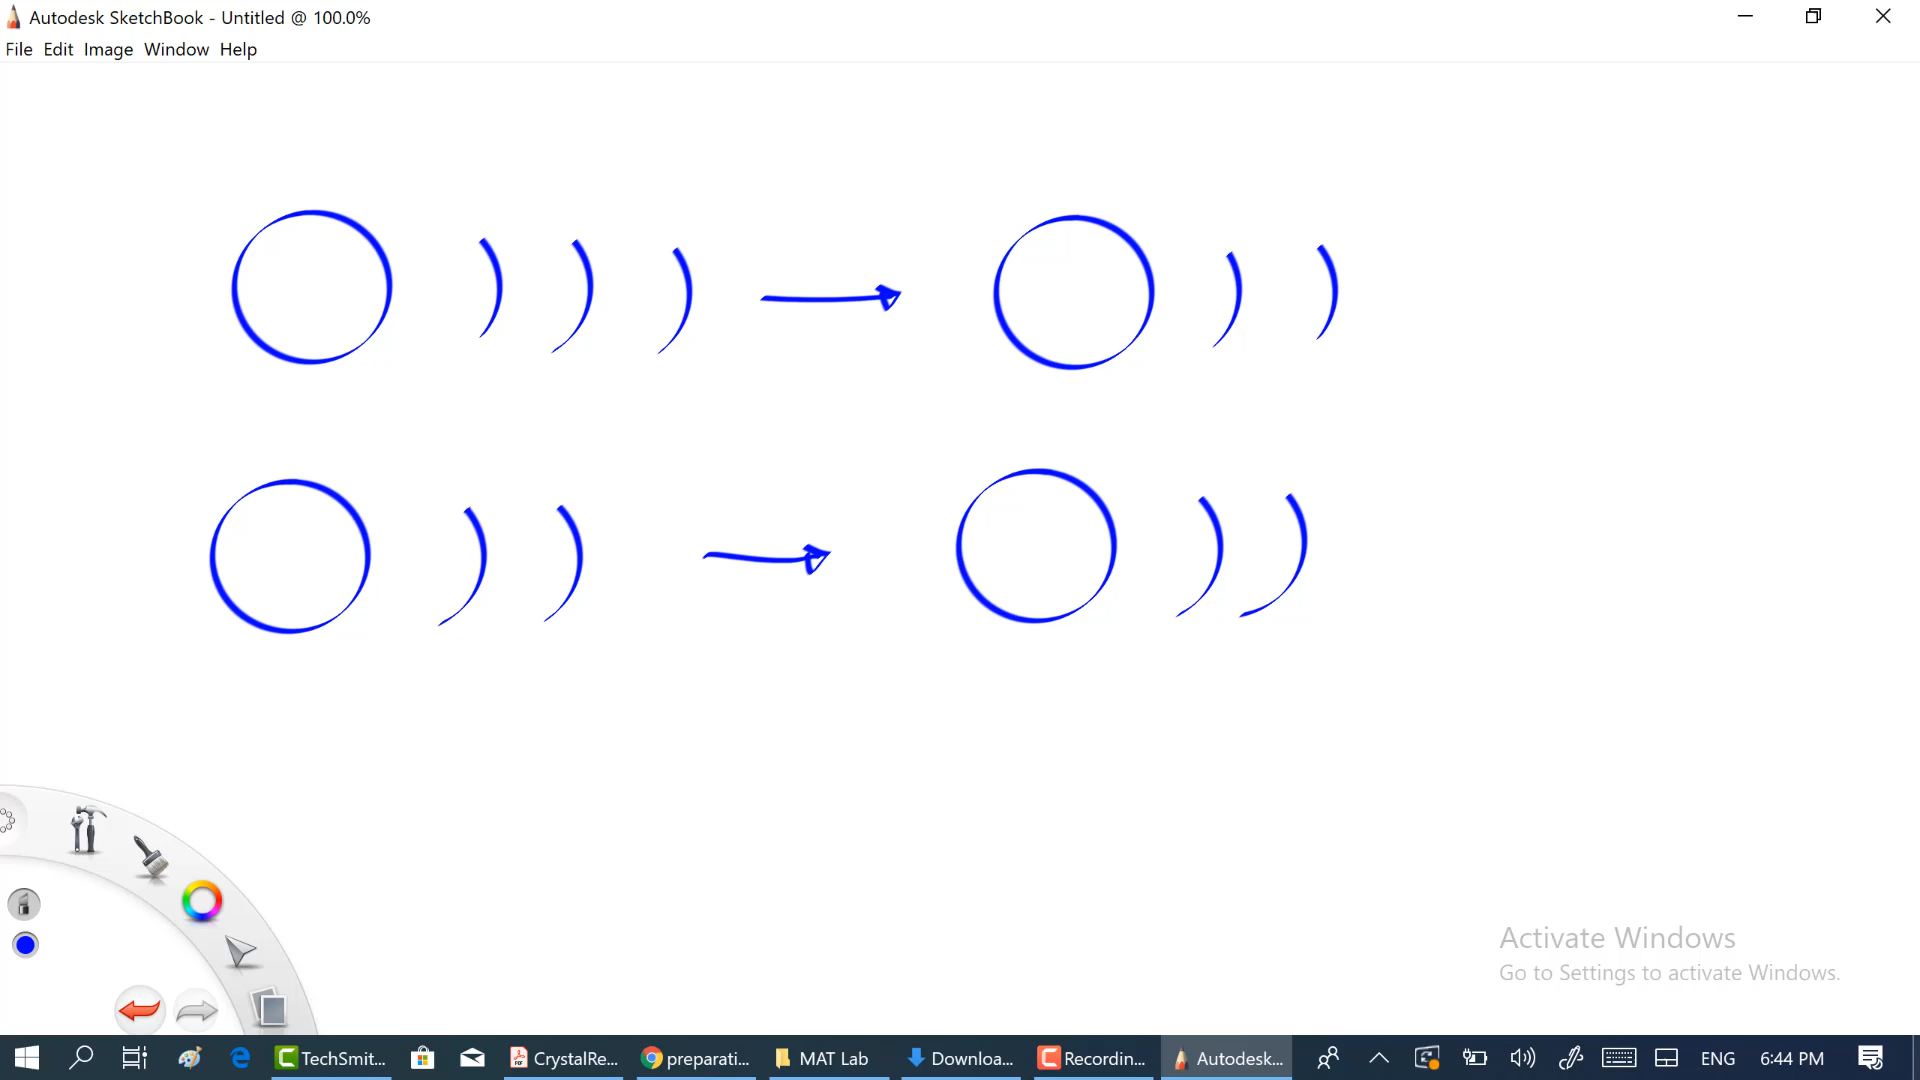 Autodesk SketchBook - Untitled @ 100.0%
File Edit Image Window Help
Activate Windows
Go to Settings to activate Windows.
TechSmit... CrystalRe... preparati... MAT Lab Downloa... Recordin... Autodesk... ENG 6:44 PM